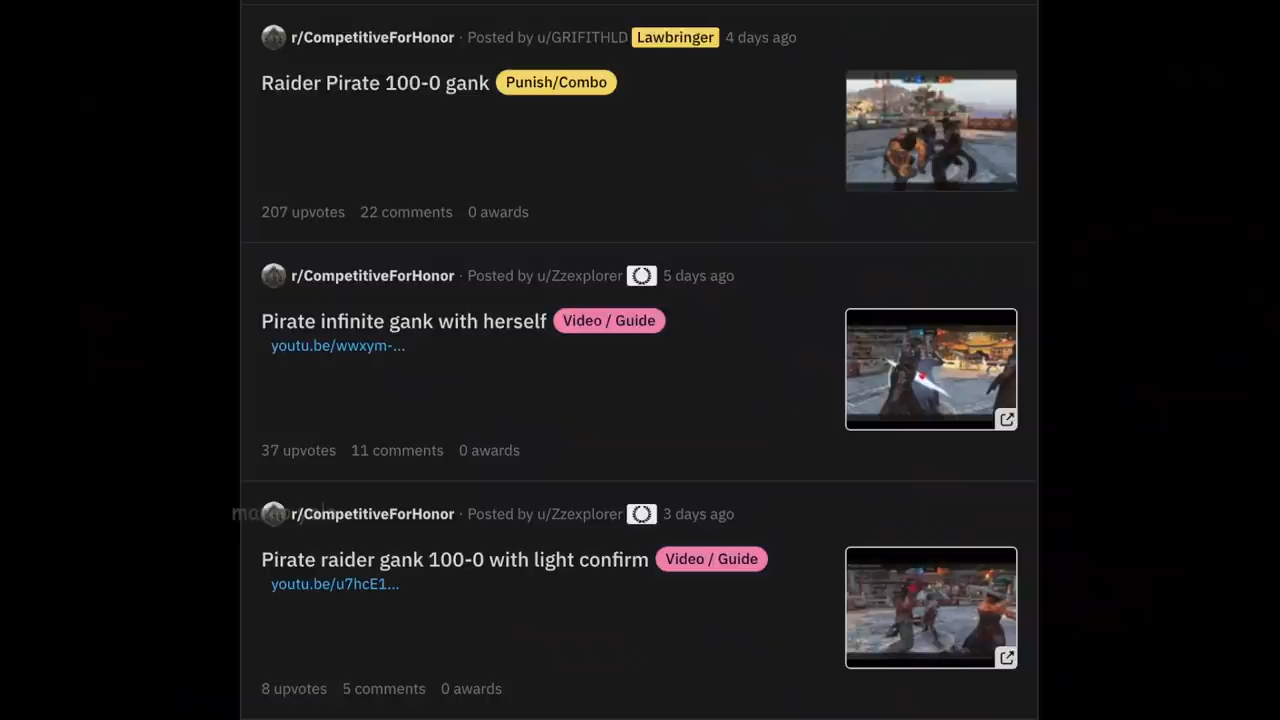 r/CompetitiveForHonor · Posted by u/GRIFITHLD Lawbringer 4 days ago
Raider Pirate 100-0 gank Punish/Combo
207 upvotes 22 comments 0 awards
r/CompetitiveForHonor · Posted by u/Zzexplorer 5 days ago
Pirate infinite gank with herself Video / Guide
youtu.be/wwxym-...
37 upvotes 11 comments 0 awards
r/CompetitiveForHonor · Posted by u/Zzexplorer 3 days ago
Pirate raider gank 100-0 with light confirm Video / Guide
youtu.be/u7hcE1...
8 upvotes 5 comments 0 awards